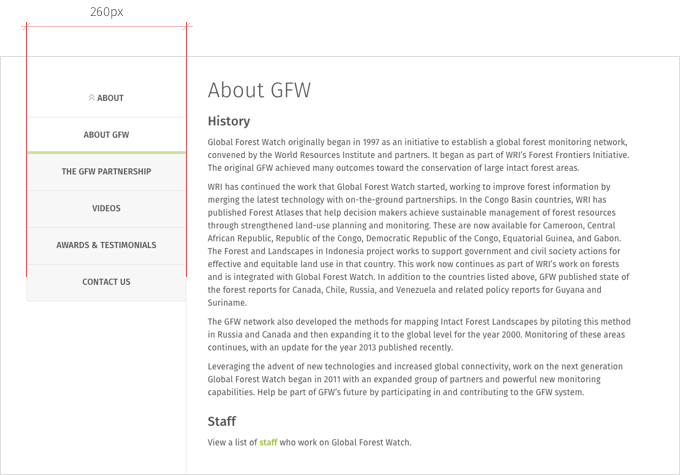 260px
ABOUT
ABOUT GFW
THE GFW PARTNERSHIP
VIDEOS
AWARDS & TESTIMONIALS
CONTACT US
About GFW
History
Global Forest Watch originally began in 1997 as an initiative to establish a global forest monitoring network,
convened by the World Resources Institute and partners. It began as part of WRI's Forest Frontiers Initiative.
The original GFW achieved many outcomes toward the conservation of large intact forest areas.
WRI has continued the work that Global Forest Watch started, working to improve forest information by
merging the latest technology with on-the-ground partnerships. In the Congo Basin countries, WRI has
published Forest Atlases that help decision makers achieve sustainable management of forest resources
through strengthened land-use planning and monitoring. These are now available for Cameroon, Central
African Republic, Republic of the Congo, Democratic Republic of the Congo, Equatorial Guinea, and Gabon.
The Forest and Landscapes in Indonesia project works to support government and civil society actions for
effective and equitable land use in that country. This work now continues as part of WRI's work on forests
and is integrated with Global Forest Watch. In addition to the countries listed above, GFW published state of
the forest reports for Canada, Chile, Russia, and Venezuela and related policy reports for Guyana and
Suriname.
The GFW network also developed the methods for mapping Intact Forest Landscapes by piloting this method
in Russia and Canada and then expanding it to the global level for the year 2000. Monitoring of these areas
continues, with an update for the year 2013 published recently.
Leveraging the advent of new technologies and increased global connectivity, work on the next generation
Global Forest Watch began in 2011 with an expanded group of partners and powerful new monitoring
capabilities. Help be part of GFW's future by participating in and contributing to the GFW system.
Staff
View a list of staff who work on Global Forest Watch.